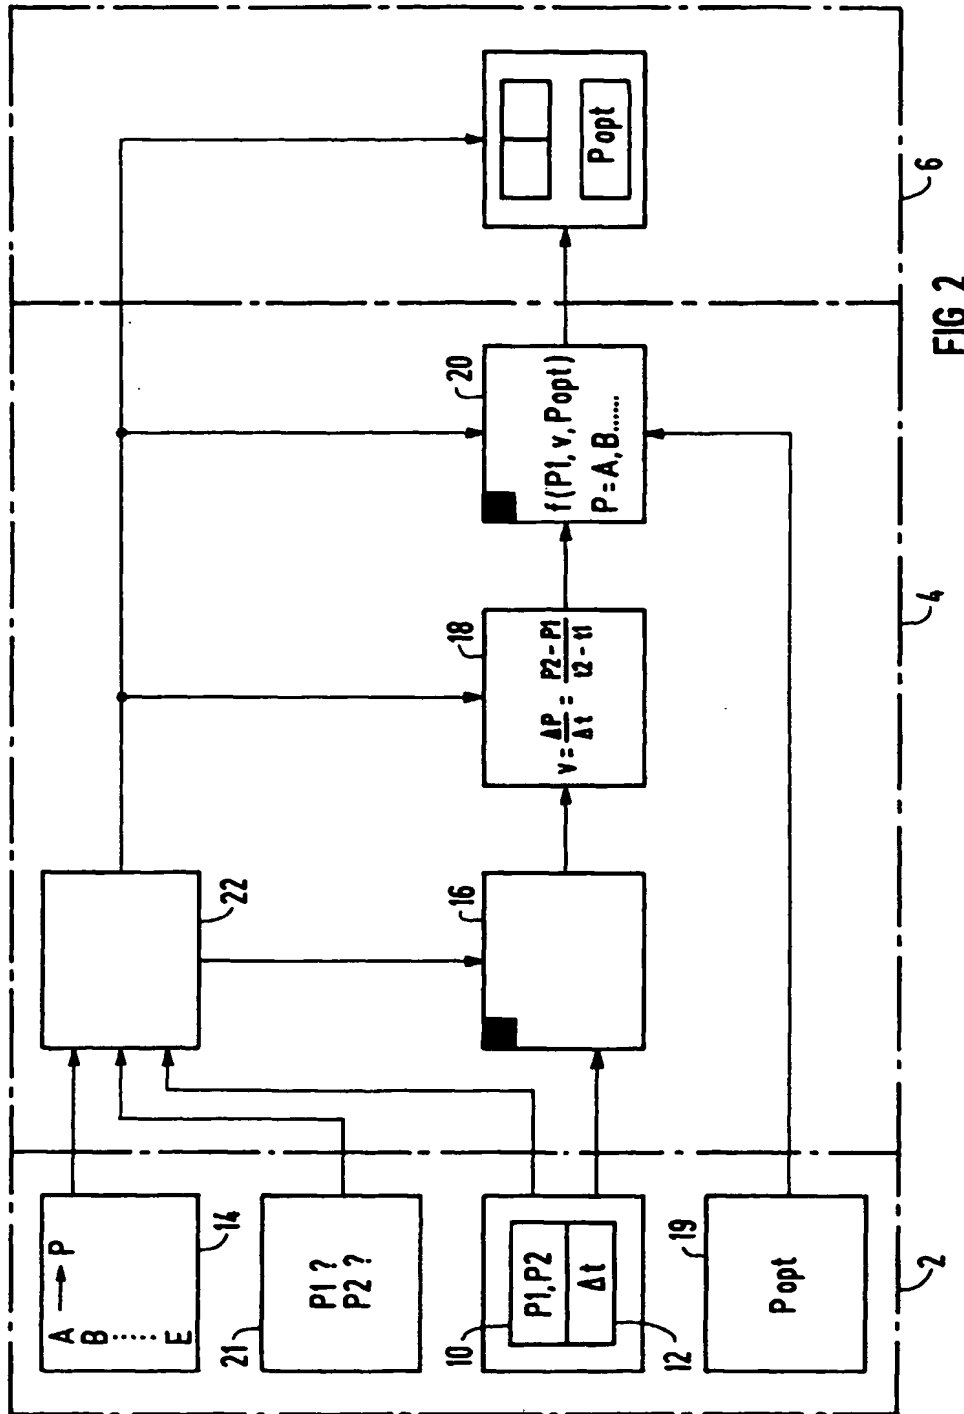 A → P
B
⋮
E
14
21
P1 ?
P2 ?
10
P1, P2
Δt
12
19
Popt
2
22
16
18
v = ΔP/Δt = (P2 - P1)/(t2 - t1)
20
f(P1, v, Popt)
P = A, B......
4
Popt
6
FIG 2